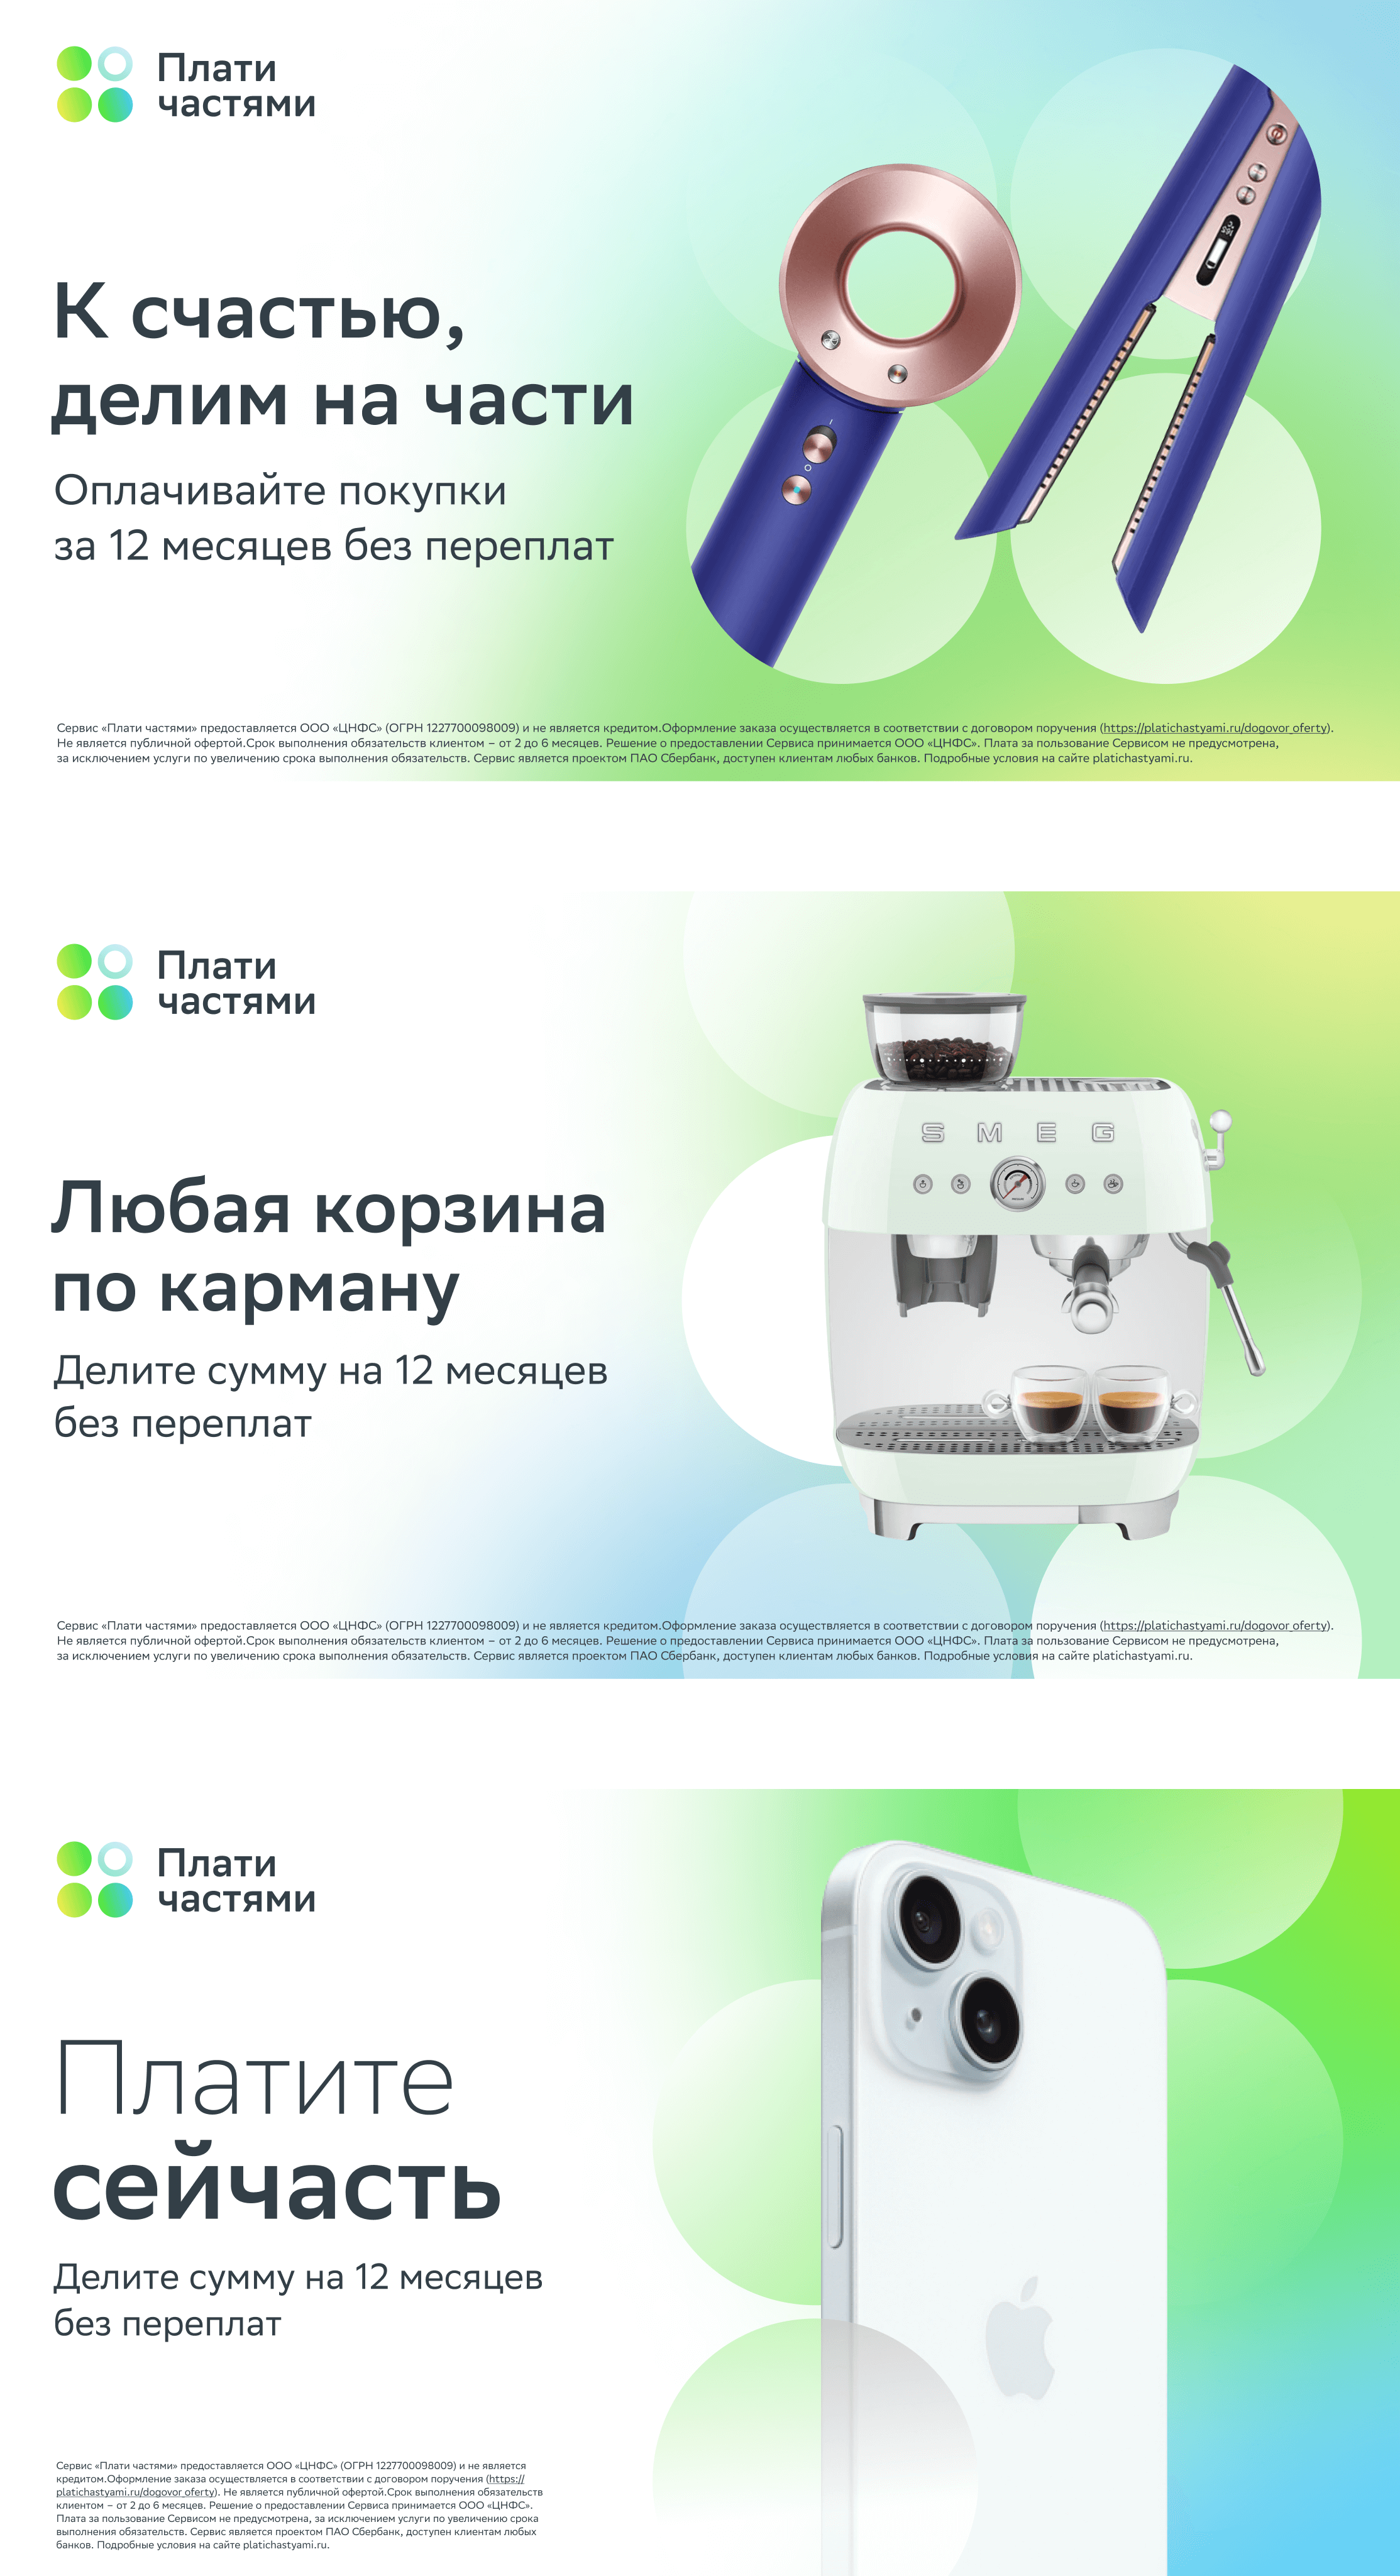 Плати
частями
К счастью,
делим на части
Оплачивайте покупки
за 12 месяцев без переплат
Сервис «Плати частями» предоставляется ООО «ЦНФС» (ОГРН 1227700098009) и не является кредитом.Оформление заказа осуществляется в соответствии с договором поручения (https://platichastyami.ru/dogovor_oferty).
Не является публичной офертой.Срок выполнения обязательств клиентом – от 2 до 6 месяцев. Решение о предоставлении Сервиса принимается ООО «ЦНФС». Плата за пользование Сервисом не предусмотрена,
за исключением услуги по увеличению срока выполнения обязательств. Сервис является проектом ПАО Сбербанк, доступен клиентам любых банков. Подробные условия на сайте platichastyami.ru.
Плати
частями
SMEG
Любая корзина
по карману
Делите сумму на 12 месяцев
без переплат
Сервис «Плати частями» предоставляется ООО «ЦНФС» (ОГРН 1227700098009) и не является кредитом.Оформление заказа осуществляется в соответствии с договором поручения (https://platichastyami.ru/dogovor_oferty).
Не является публичной офертой.Срок выполнения обязательств клиентом – от 2 до 6 месяцев. Решение о предоставлении Сервиса принимается ООО «ЦНФС». Плата за пользование Сервисом не предусмотрена,
за исключением услуги по увеличению срока выполнения обязательств. Сервис является проектом ПАО Сбербанк, доступен клиентам любых банков. Подробные условия на сайте platichastyami.ru.
Плати
частями
Платите
сейчасть
Делите сумму на 12 месяцев
без переплат
Сервис «Плати частями» предоставляется ООО «ЦНФС» (ОГРН 1227700098009) и не является
кредитом.Оформление заказа осуществляется в соответствии с договором поручения (https://
platichastyami.ru/dogovor_oferty). Не является публичной офертой.Срок выполнения обязательств
клиентом – от 2 до 6 месяцев. Решение о предоставлении Сервиса принимается ООО «ЦНФС».
Плата за пользование Сервисом не предусмотрена, за исключением услуги по увеличению срока
выполнения обязательств. Сервис является проектом ПАО Сбербанк, доступен клиентам любых
банков. Подробные условия на сайте platichastyami.ru.